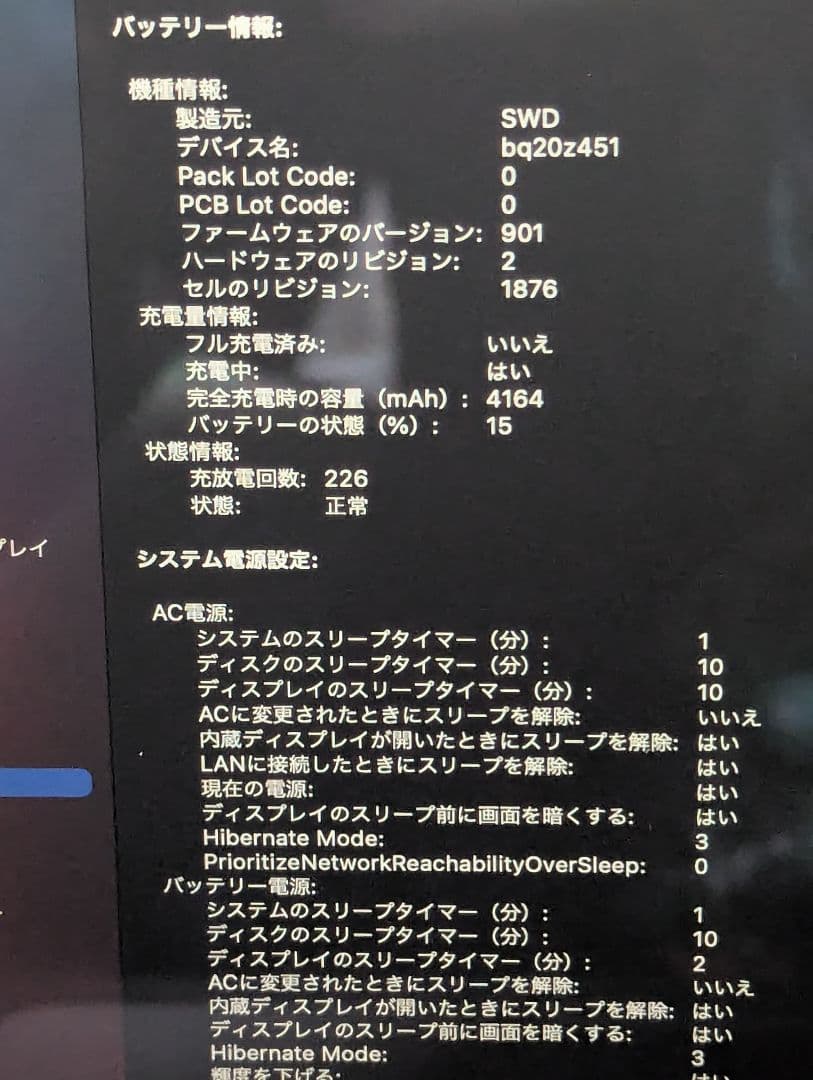 バッテリー情報:
機種情報:
製造元: SWD
デバイス名: bq20z451
Pack Lot Code: 0
PCB Lot Code: 0
ファームウェアのバージョン: 901
ハードウェアのリビジョン: 2
セルのリビジョン: 1876
充電量情報:
フル充電済み: いいえ
充電中: はい
完全充電時の容量（mAh）: 4164
バッテリーの状態（%）: 15
状態情報:
充放電回数: 226
状態: 正常
プレイ
システム電源設定:
AC電源:
システムのスリープタイマー（分）: 1
ディスクのスリープタイマー（分）: 10
ディスプレイのスリープタイマー（分）: 10
ACに変更されたときにスリープを解除: いいえ
内蔵ディスプレイが開いたときにスリープを解除: はい
LANに接続したときにスリープを解除: はい
現在の電源: はい
ディスプレイのスリープ前に画面を暗くする: はい
Hibernate Mode: 3
PrioritizeNetworkReachabilityOverSleep: 0
バッテリー電源:
システムのスリープタイマー（分）: 1
ディスクのスリープタイマー（分）: 10
ディスプレイのスリープタイマー（分）: 2
ACに変更されたときにスリープを解除: いいえ
内蔵ディスプレイが開いたときにスリープを解除: はい
ディスプレイのスリープ前に画面を暗くする: はい
Hibernate Mode: 3
輝度を下げる: はい